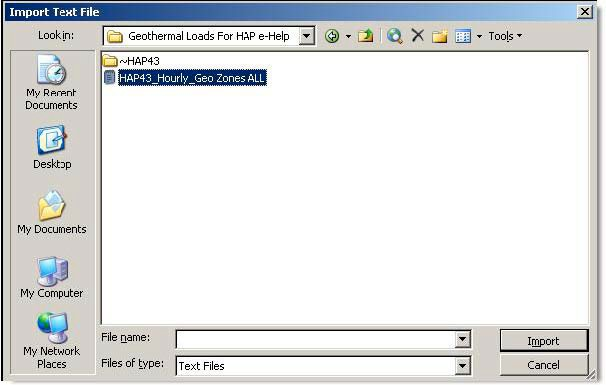 Import Text File
Look in: Geothermal Loads For HAP e-Help Tools
~HAP43
HAP43_Hourly_Geo Zones ALL
My Recent
Documents
Desktop
My Documents
My Computer
My Network
Places
File name:
Import
Files of type: Text Files
Cancel